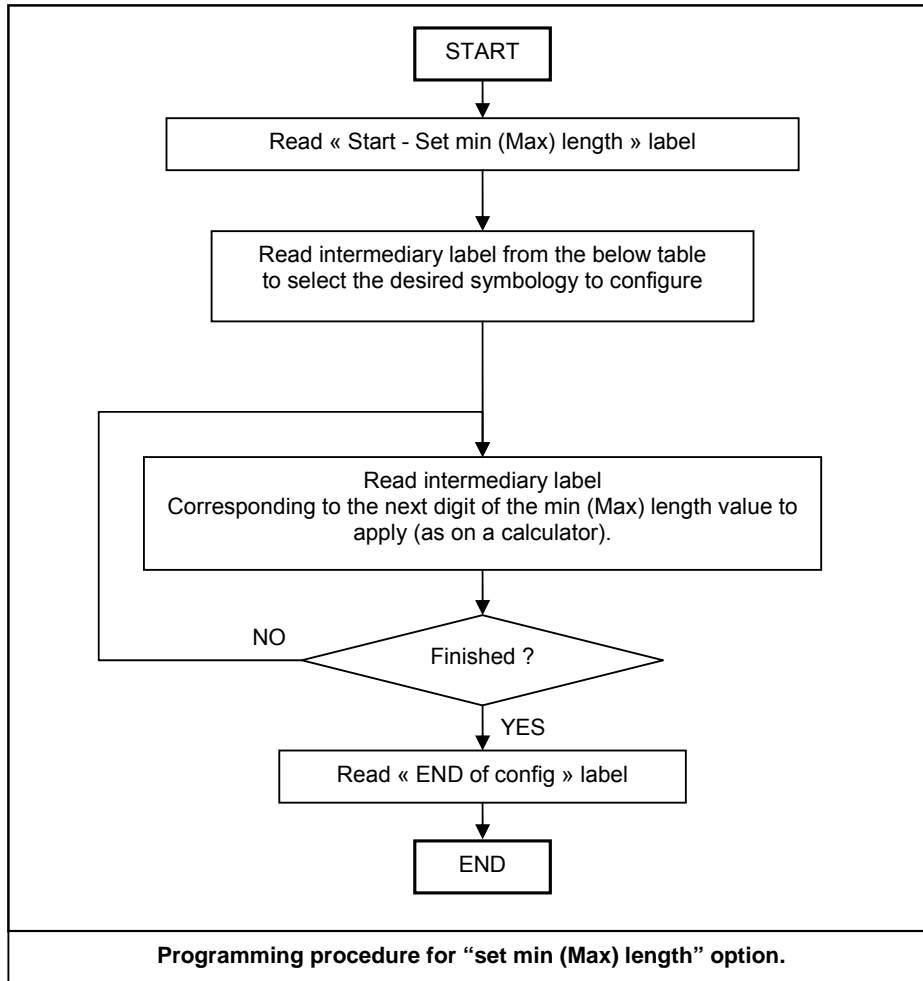 START
Read « Start - Set min (Max) length » label
Read intermediary label from the below table
to select the desired symbology to configure
Read intermediary label
Corresponding to the next digit of the min (Max) length value to
apply (as on a calculator).
NO
Finished ?
YES
Read « END of config » label
END
Programming procedure for “set min (Max) length” option.